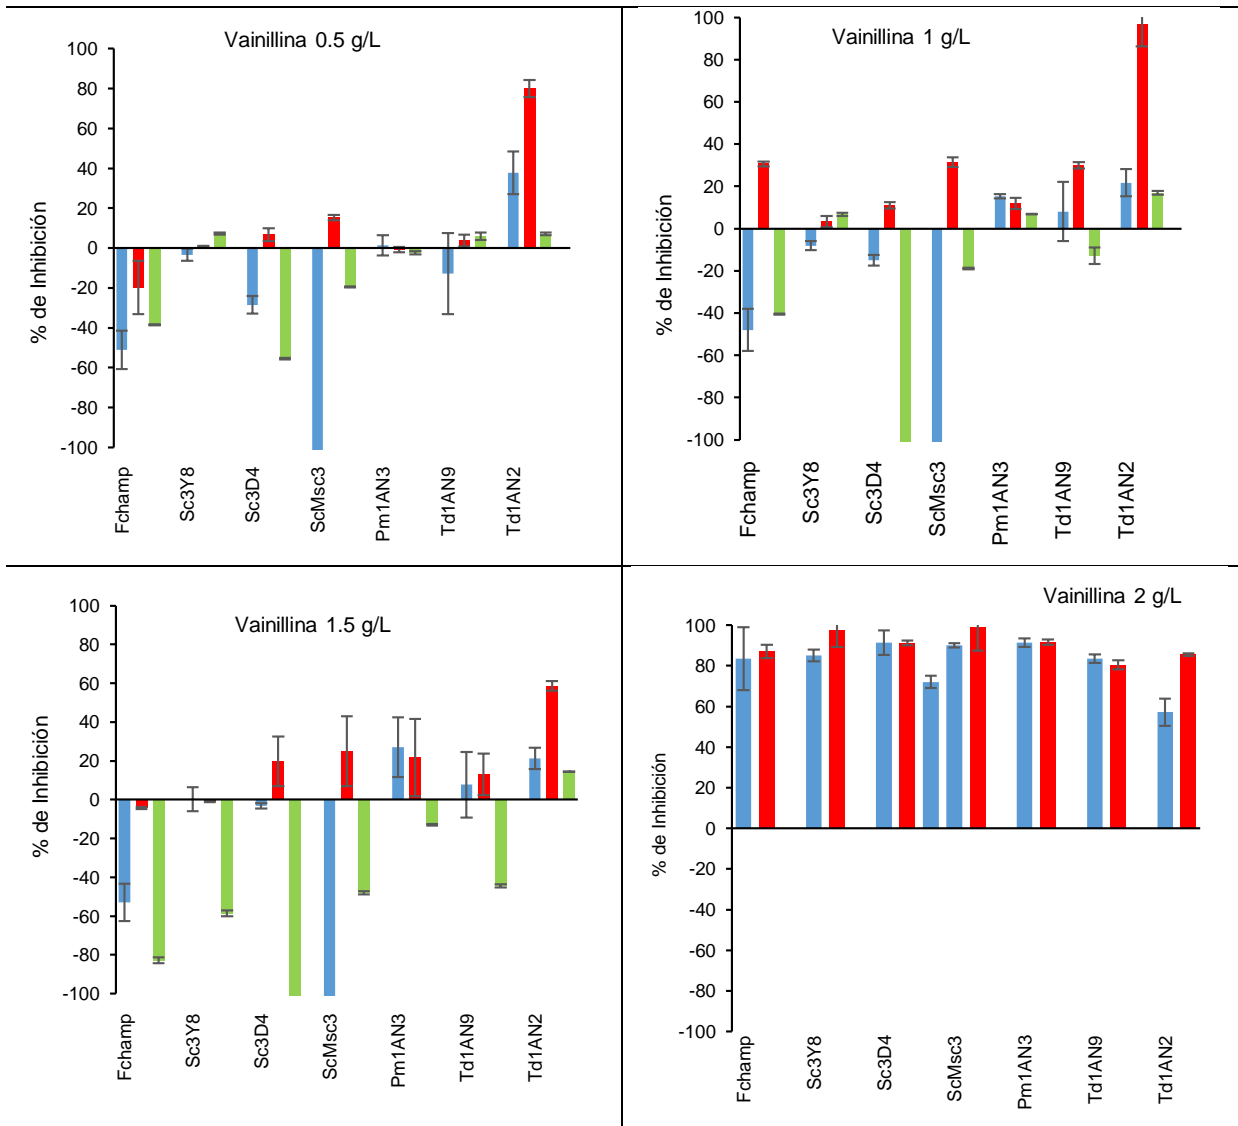 Vainillina 0.5 g/L
% de Inhibición
100
80
60
40
20
0
-20
-40
-60
-80
-100
Fchamp
Sc3Y8
Sc3D4
ScMsc3
Pm1AN3
Td1AN9
Td1AN2
Vainillina 1 g/L
% de Inhibición
100
80
60
40
20
0
-20
-40
-60
-80
-100
Fchamp
Sc3Y8
Sc3D4
ScMsc3
Pm1AN3
Td1AN9
Td1AN2
Vainillina 1.5 g/L
% de Inhibición
100
80
60
40
20
0
-20
-40
-60
-80
-100
Fchamp
Sc3Y8
Sc3D4
ScMsc3
Pm1AN3
Td1AN9
Td1AN2
Vainillina 2 g/L
% de Inhibición
100
80
60
40
20
0
-20
-40
-60
-80
-100
Fchamp
Sc3Y8
Sc3D4
ScMsc3
Pm1AN3
Td1AN9
Td1AN2